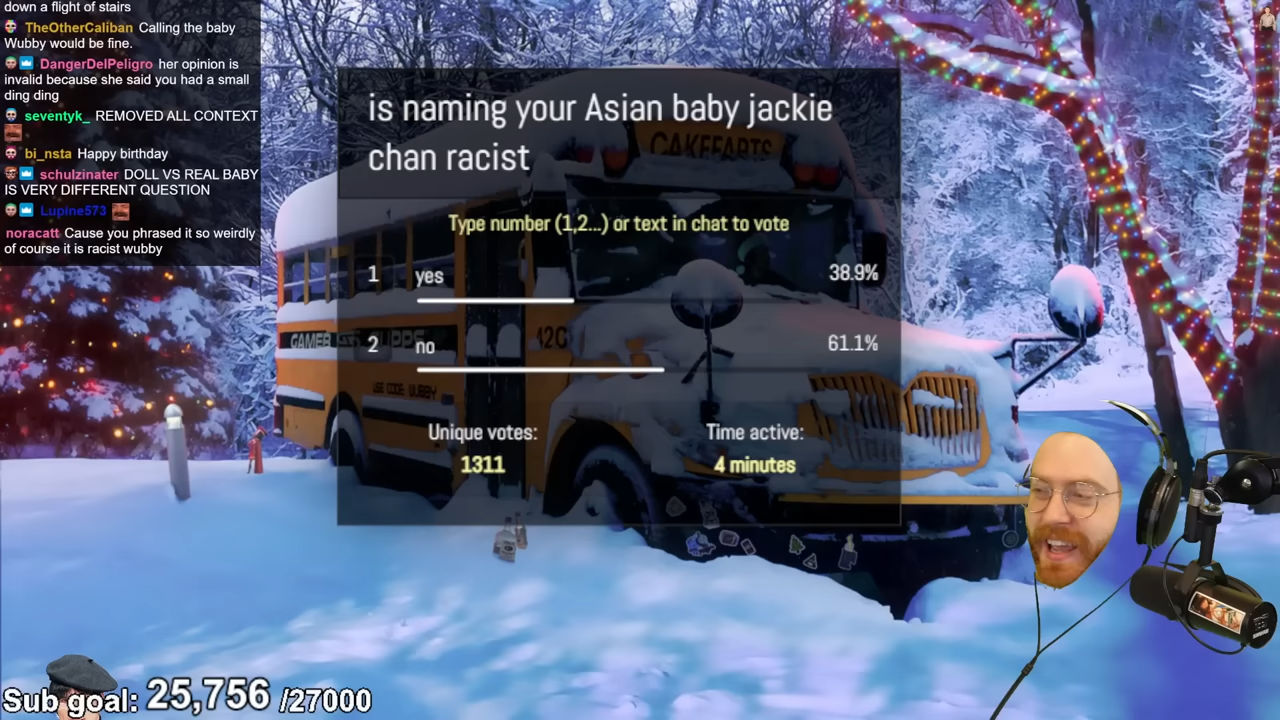 down a flight of stairs
TheOtherCaliban Calling the baby
Wubby would be fine.
DangerDelPeligro her opinion is
invalid because she said you had a small
ding ding
seventyk_ REMOVED ALL CONTEXT
bi_nsta Happy birthday
schulzinater DOLL VS REAL BABY
IS VERY DIFFERENT QUESTION
Lupine573
noracatt Cause you phrased it so weirdly
of course it is racist wubby
is naming your Asian baby jackie
chan racist
CAKEFARTS
Type number (1,2...) or text in chat to vote
1 yes 38.9%
2 no 61.1%
42C
USE CODE: WUBBY
Unique votes:
1311
Time active:
4 minutes
Sub goal: 25,756 /27000